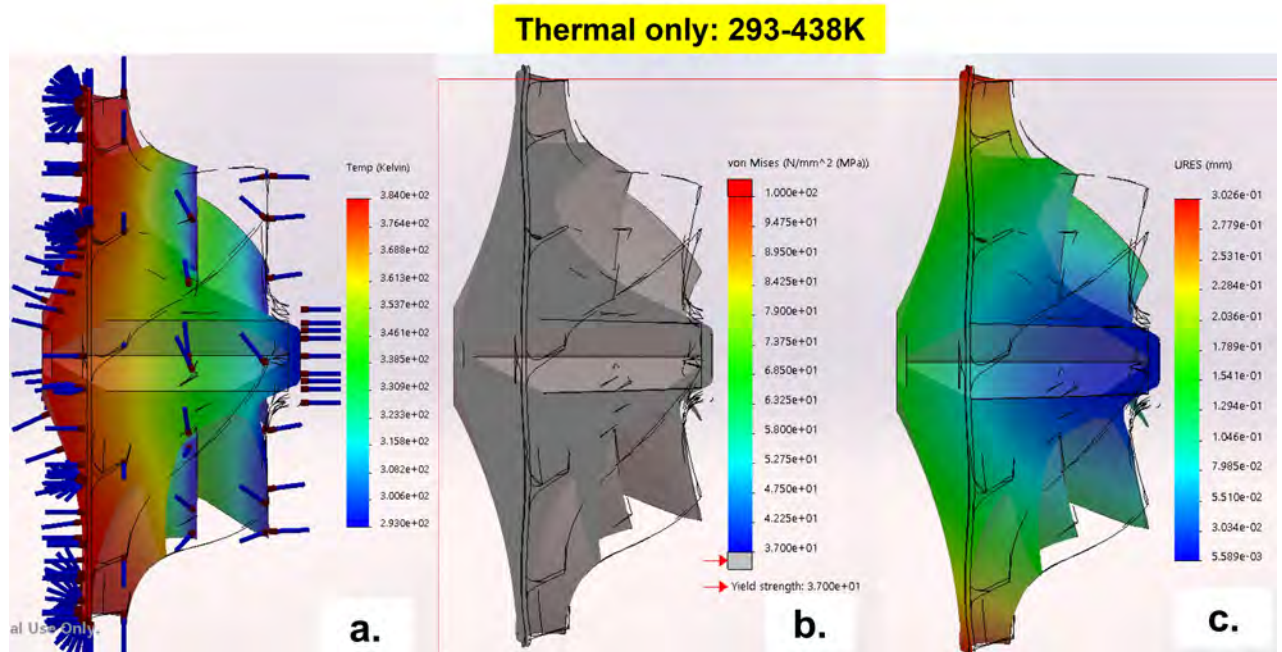 Thermal only: 293-438K
Temp (Kelvin)
3.840e+02
3.764e+02
3.688e+02
3.613e+02
3.537e+02
3.461e+02
3.385e+02
3.309e+02
3.233e+02
3.158e+02
3.082e+02
3.006e+02
2.930e+02
al Use Only.
a.
von Mises (N/mm^2 (MPa))
1.000e+02
9.475e+01
8.950e+01
8.425e+01
7.900e+01
7.375e+01
6.850e+01
6.325e+01
5.800e+01
5.275e+01
4.750e+01
4.225e+01
3.700e+01
Yield strength: 3.700e+01
b.
URES (mm)
3.026e-01
2.779e-01
2.531e-01
2.284e-01
2.036e-01
1.789e-01
1.541e-01
1.294e-01
1.046e-01
7.985e-02
5.510e-02
3.034e-02
5.589e-03
c.